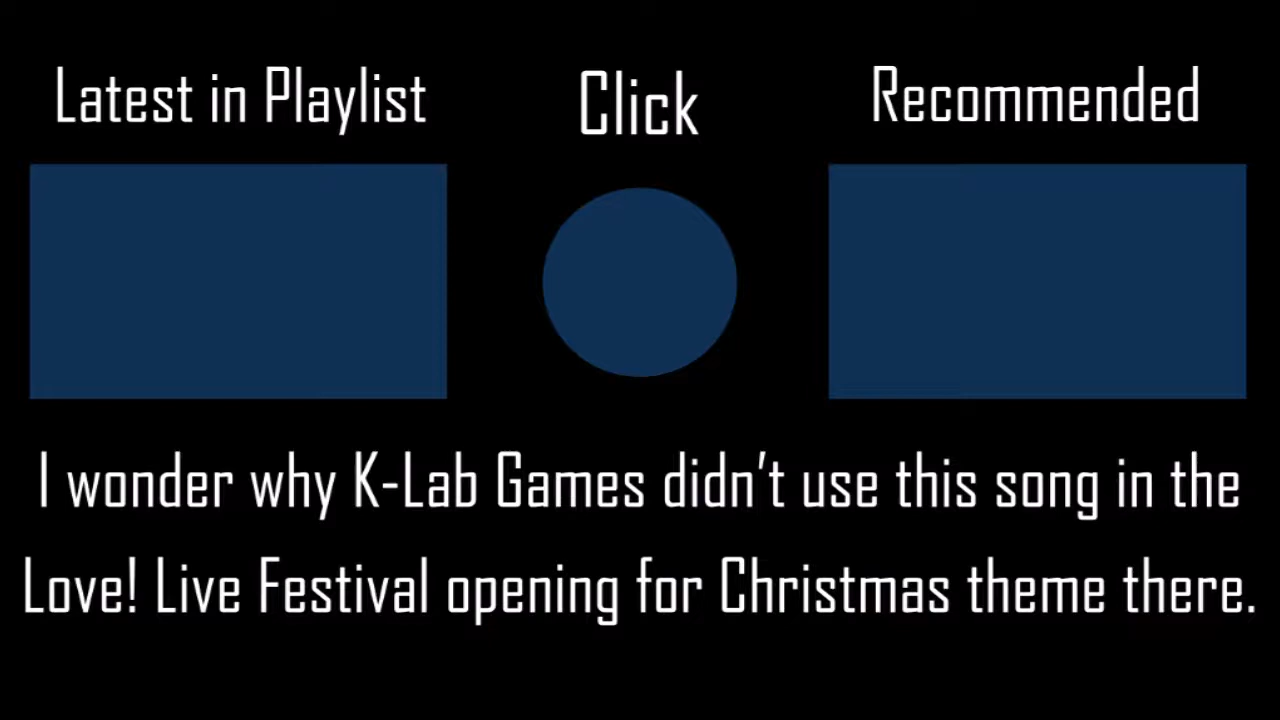 Latest in Playlist
Click
Recommended
I wonder why K-Lab Games didn't use this song in the
Love! Live Festival opening for Christmas theme there.